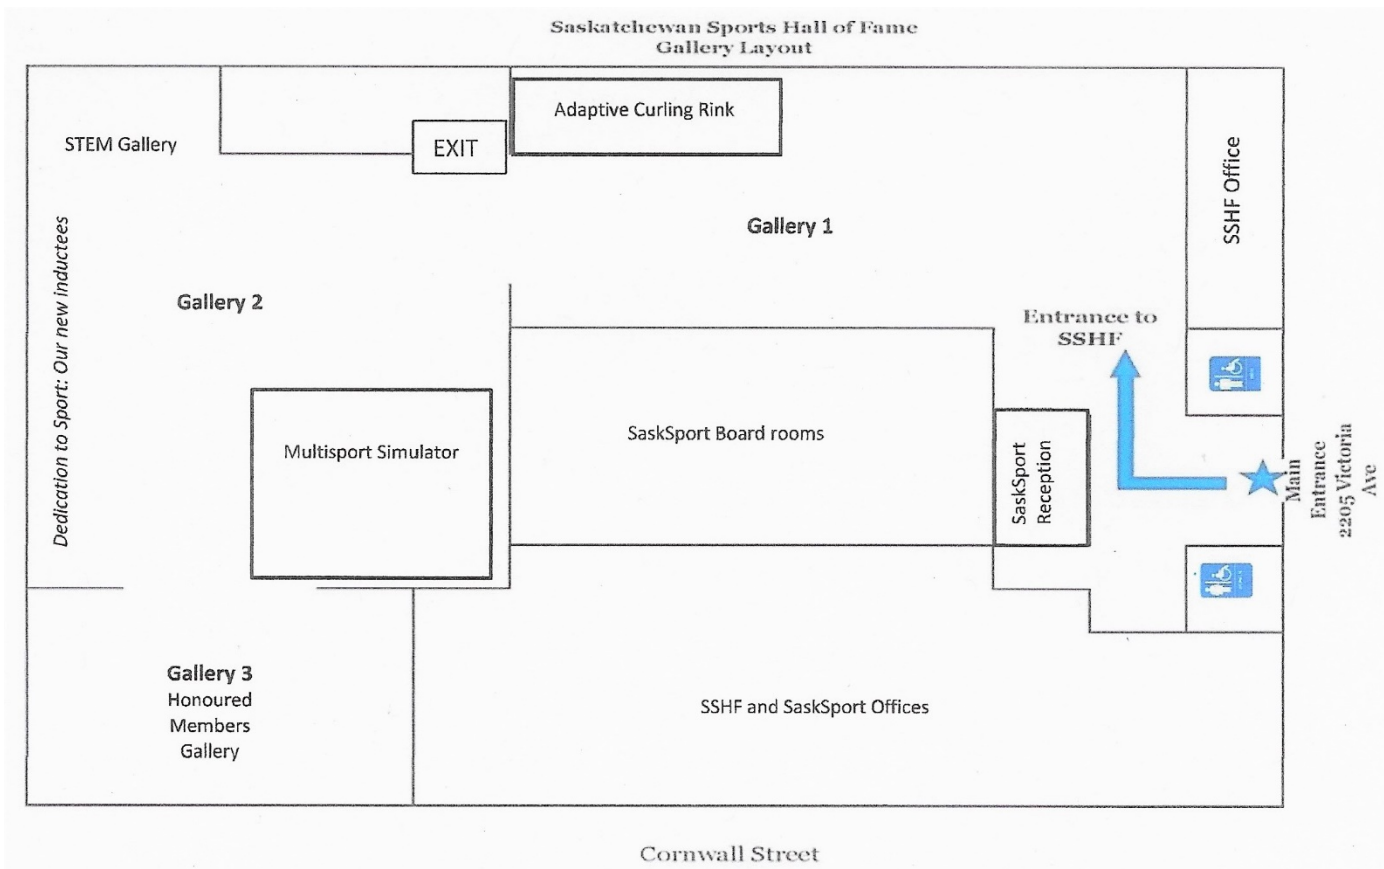 Saskatchewan Sports Hall of Fame
Gallery Layout
Adaptive Curling Rink
EXIT
STEM Gallery
SSHF Office
Gallery 1
Dedication to Sport: Our new inductees
Gallery 2
Entrance to
SSHF
Multisport Simulator
SaskSport Board rooms
SaskSport
Reception
Main
Entrance
2205 Victoria
Ave
Gallery 3
Honoured
Members
Gallery
SSHF and SaskSport Offices
Cornwall Street